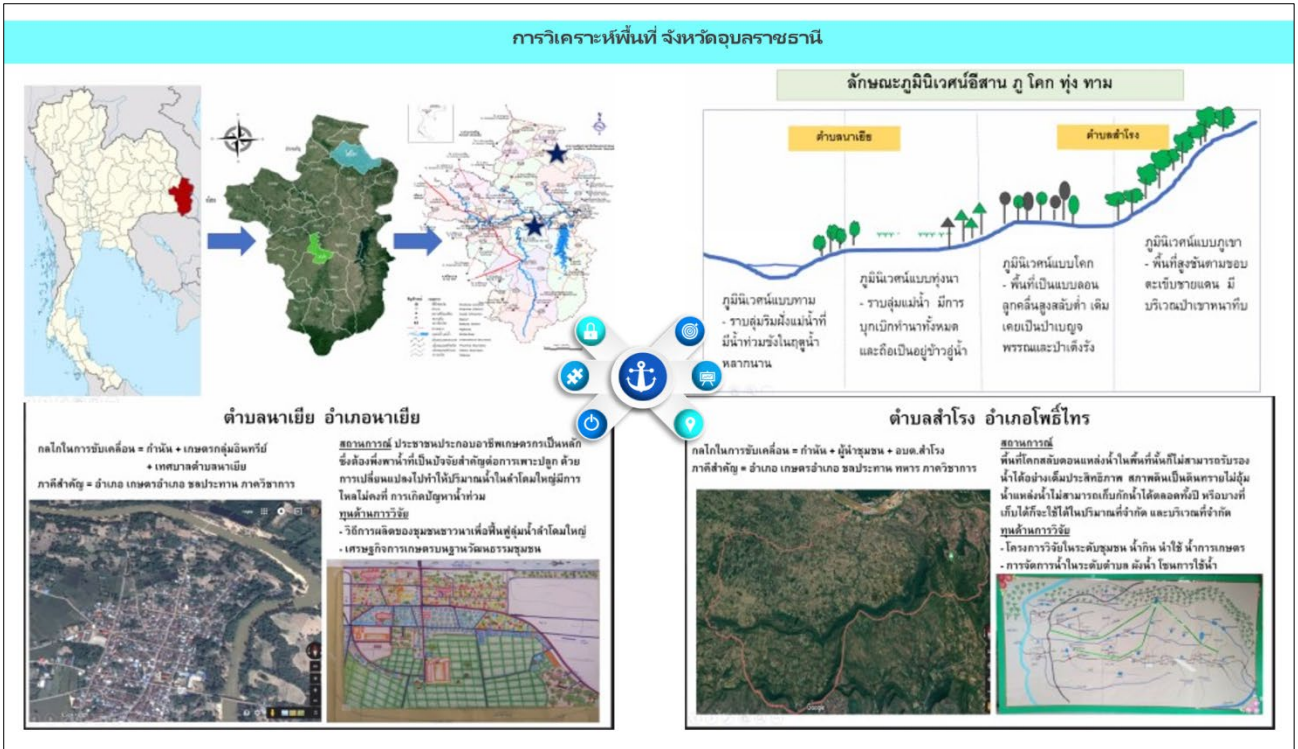 การวิเคราะห์พื้นที่ จังหวัดอุบลราชธานี
ลักษณะภูมินิเวศน์อีสาน ภู โคก ทุ่ง ทาม
ตำบลนาเยีย
ตำบลสำโรง
ภูมินิเวศน์แบบทาม
- ราบลุ่มริมฝั่งแม่น้ำที่
มีน้ำท่วมขังในฤดูน้ำ
หลากนาน
ภูมินิเวศน์แบบทุ่งนา
- ราบลุ่มแม่น้ำ มีการ
บุกเบิกทำนาทั้งหมด
และถือเป็นอู่ข้าวอู่น้ำ
ภูมินิเวศน์แบบโคก
- พื้นที่เป็นแบบลอน
ลูกคลื่นสูงสลับต่ำ เดิม
เคยเป็นป่าเบญจ
พรรณและป่าเต็งรัง
ภูมินิเวศน์แบบภูเขา
- พื้นที่สูงชันตามขอบ
ตะเข็บชายแดน มี
บริเวณป่าเขาหนาทึบ
ตำบลนาเยีย อำเภอนาเยีย
กลไกในการขับเคลื่อน = กำนัน + เกษตรกลุ่มอินทรีย์
+ เทศบาลตำบลนาเยีย
ภาคีสำคัญ = อำเภอ เกษตรอำเภอ ชลประทาน ภาควิชาการ
สถานการณ์ ประชาชนประกอบอาชีพเกษตรกรเป็นหลัก
ซึ่งต้องพึ่งพาน้ำที่เป็นปัจจัยสำคัญต่อการเพาะปลูก ด้วย
การเปลี่ยนแปลงไปทำให้ปริมาณน้ำในลำโดมใหญ่มีการ
ไหลไม่คงที่ การเกิดปัญหาน้ำท่วม
ทุนด้านการวิจัย
- วิถีการผลิตของชุมชนชาวนาเพื่อฟื้นฟูลุ่มน้ำลำโดมใหญ่
- เศรษฐกิจการเกษตรบนฐานวัฒนธรรมชุมชน
ตำบลสำโรง อำเภอโพธิ์ไทร
กลไกในการขับเคลื่อน = กำนัน + ผู้นำชุมชน + อบต.สำโรง
ภาคีสำคัญ = อำเภอ เกษตรอำเภอ ชลประทาน ทหาร ภาควิชาการ
สถานการณ์
พื้นที่โคกสลับดอนแหล่งน้ำในพื้นที่นั้นก็ไม่สามารถรับรอง
น้ำได้อย่างเต็มประสิทธิภาพ สภาพดินเป็นดินทรายไม่อุ้ม
น้ำแหล่งน้ำไม่สามารถเก็บกักน้ำได้ตลอดทั้งปี หรือบางที่
เก็บได้ก็จะใช้ได้ในปริมาณที่จำกัด และบริเวณที่จำกัด
ทุนด้านการวิจัย
- โครงการวิจัยในระดับชุมชน น้ำกิน น้ำใช้ น้ำการเกษตร
- การจัดการน้ำในระดับตำบล ผังน้ำ โซนการใช้น้ำ
Google